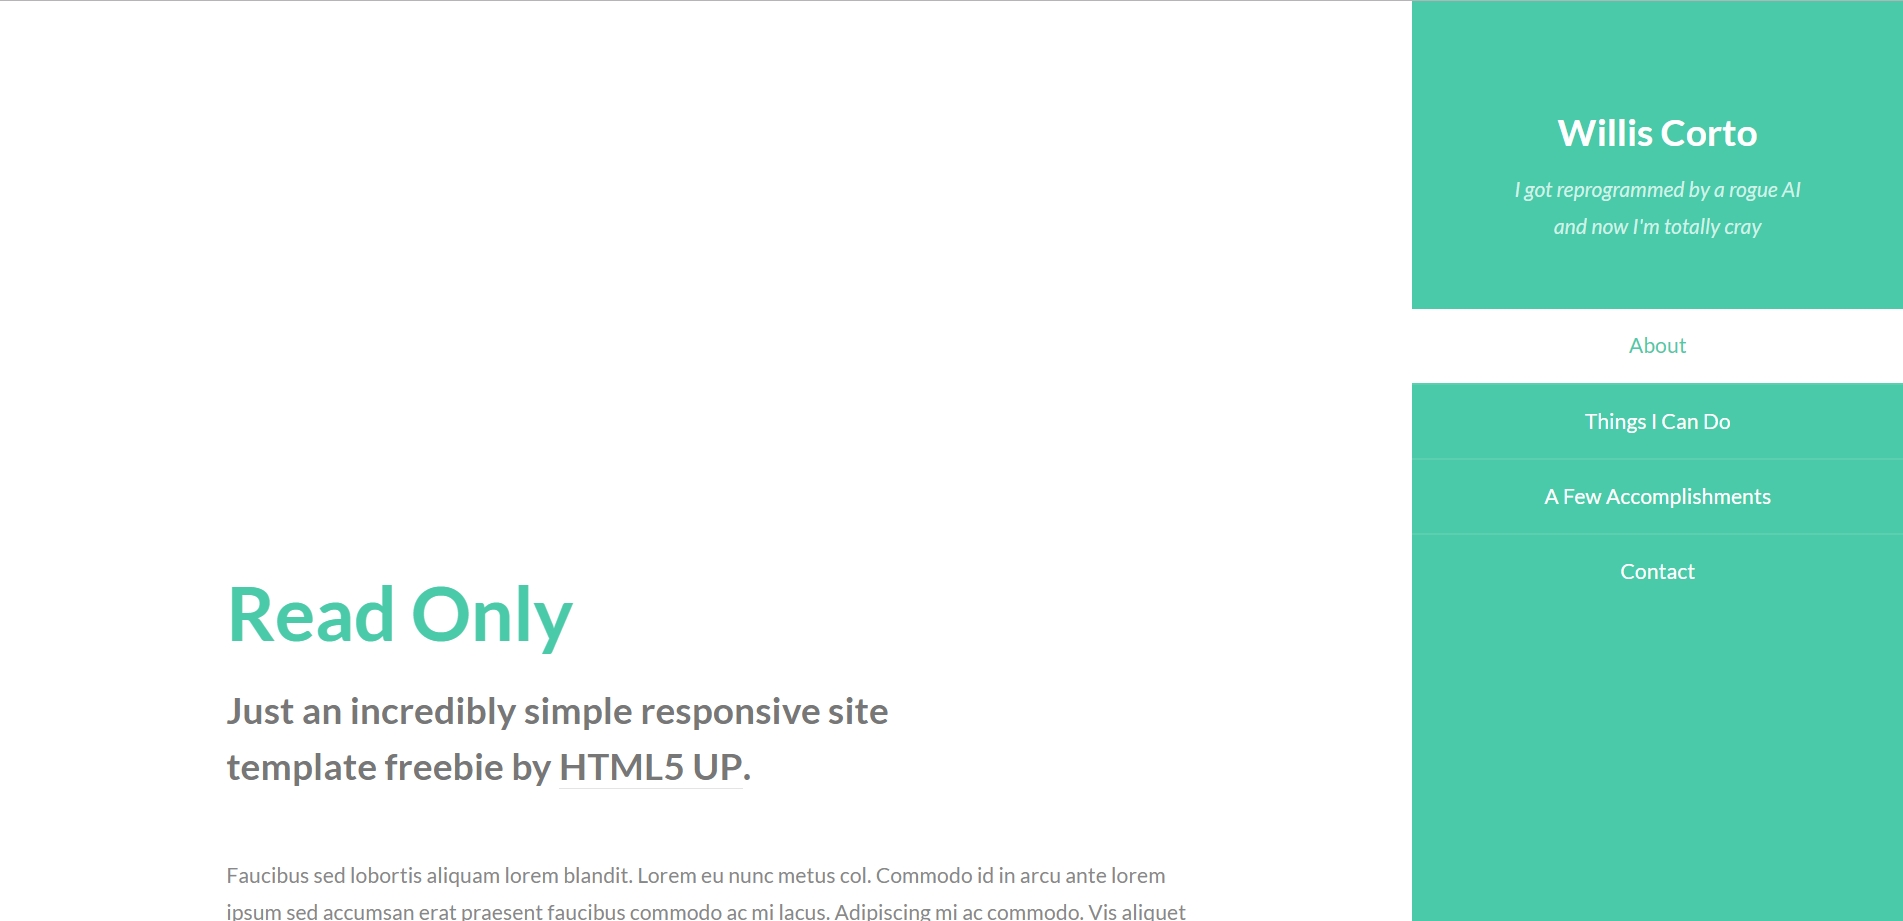 Willis Corto
I got reprogrammed by a rogue AI
and now I'm totally cray
About
Things I Can Do
A Few Accomplishments
Contact
Read Only
Just an incredibly simple responsive site
template freebie by HTML5 UP.
Faucibus sed lobortis aliquam lorem blandit. Lorem eu nunc metus col. Commodo id in arcu ante lorem
ipsum sed accumsan erat praesent faucibus commodo ac mi lacus. Adipiscing mi ac commodo. Vis aliquet